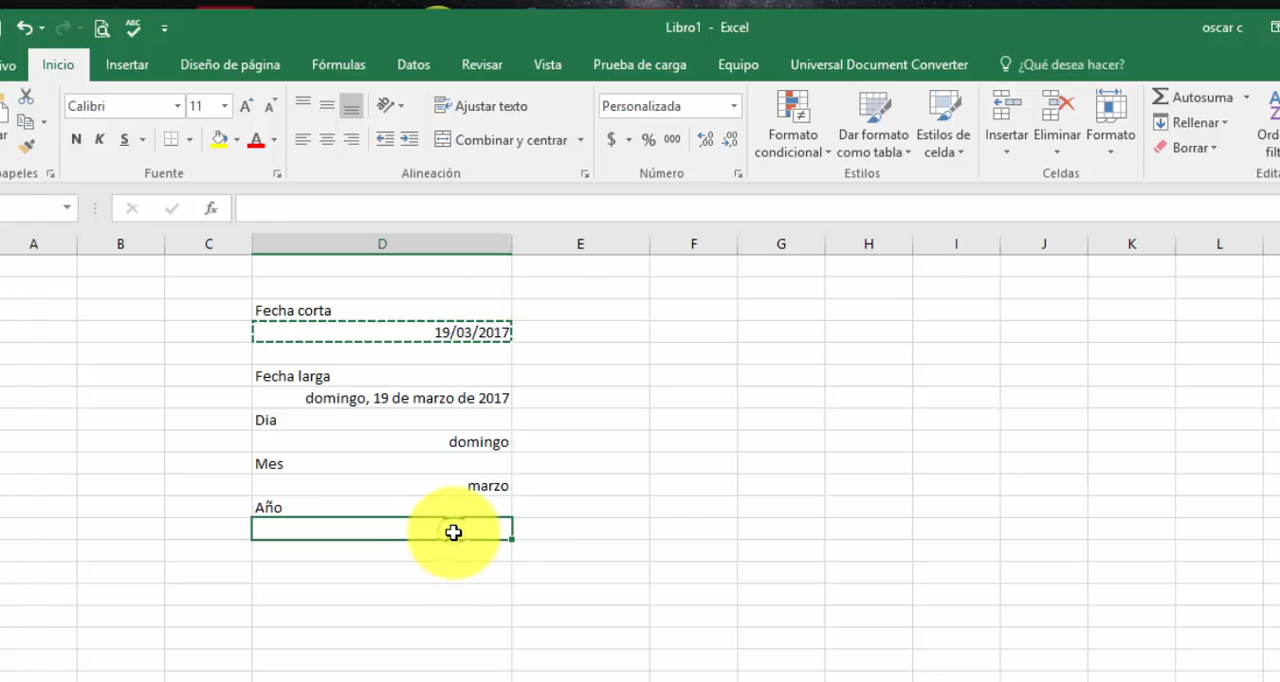 ABC
Libro1 - Excel
oscar c
Inicio
Insertar
Diseño de página
Fórmulas
Datos
Revisar
Vista
Prueba de carga
Equipo
Universal Document Converter
¿Qué desea hacer?
Calibri
11
A A
Ajustar texto
Personalizada
N K S
A
Combinar y centrar
$ % 000
Formato condicional
Dar formato como tabla
Estilos de celda
Insertar
Eliminar
Formato
Autosuma
Rellenar
Borrar
Fuente
Alineación
Número
Estilos
Celdas
fx
A B C D E F G H I J K L
Fecha corta
19/03/2017
Fecha larga
domingo, 19 de marzo de 2017
Dia
domingo
Mes
marzo
Año